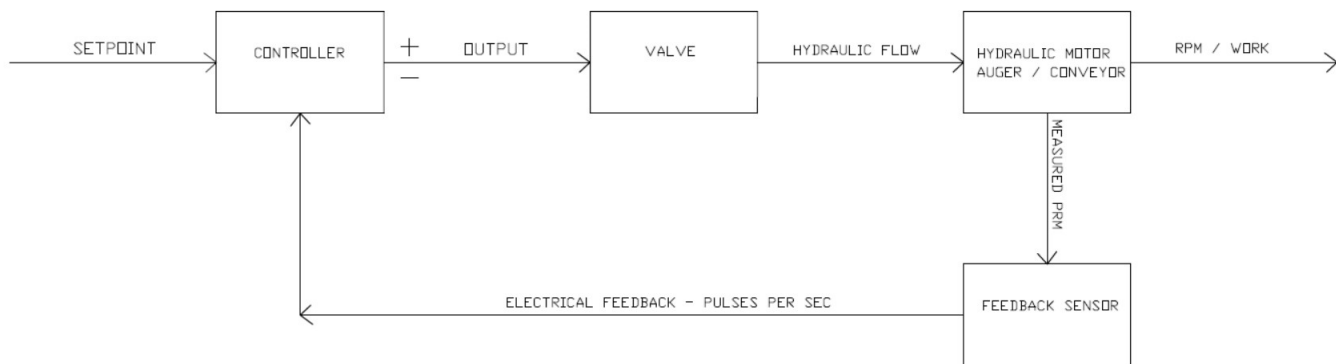 SETPOINT
CONTROLLER
+
−
OUTPUT
VALVE
HYDRAULIC FLOW
HYDRAULIC MOTOR
AUGER / CONVEYOR
RPM / WORK
MEASURED PRM
FEEDBACK SENSOR
ELECTRICAL FEEDBACK - PULSES PER SEC